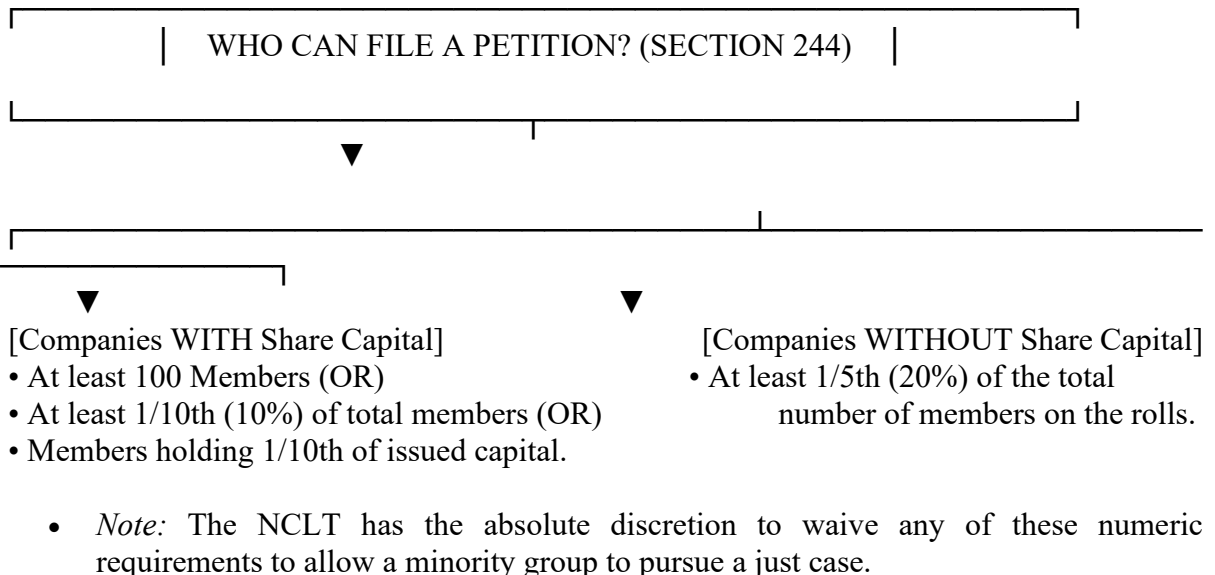 WHO CAN FILE A PETITION? (SECTION 244)
[Companies WITH Share Capital]
• At least 100 Members (OR)
• At least 1/10th (10%) of total members (OR)
• Members holding 1/10th of issued capital.
[Companies WITHOUT Share Capital]
• At least 1/5th (20%) of the total
number of members on the rolls.
• Note: The NCLT has the absolute discretion to waive any of these numeric
requirements to allow a minority group to pursue a just case.